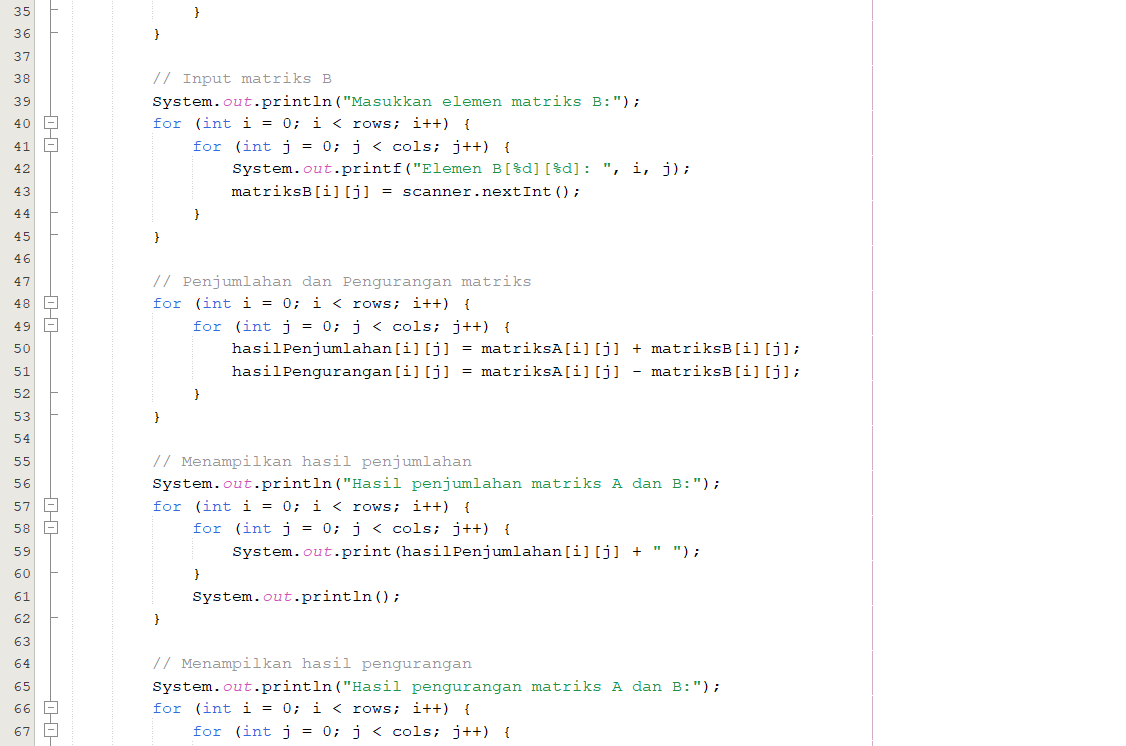 35 }
36 }
37
38 // Input matriks B
39 System.out.println("Masukkan elemen matriks B:");
40 for (int i = 0; i < rows; i++) {
41 for (int j = 0; j < cols; j++) {
42 System.out.printf("Elemen B[%d][%d]: ", i, j);
43 matriksB[i][j] = scanner.nextInt();
44 }
45 }
46
47 // Penjumlahan dan Pengurangan matriks
48 for (int i = 0; i < rows; i++) {
49 for (int j = 0; j < cols; j++) {
50 hasilPenjumlahan[i][j] = matriksA[i][j] + matriksB[i][j];
51 hasilPengurangan[i][j] = matriksA[i][j] - matriksB[i][j];
52 }
53 }
54
55 // Menampilkan hasil penjumlahan
56 System.out.println("Hasil penjumlahan matriks A dan B:");
57 for (int i = 0; i < rows; i++) {
58 for (int j = 0; j < cols; j++) {
59 System.out.print(hasilPenjumlahan[i][j] + " ");
60 }
61 System.out.println();
62 }
63
64 // Menampilkan hasil pengurangan
65 System.out.println("Hasil pengurangan matriks A dan B:");
66 for (int i = 0; i < rows; i++) {
67 for (int j = 0; j < cols; j++) {